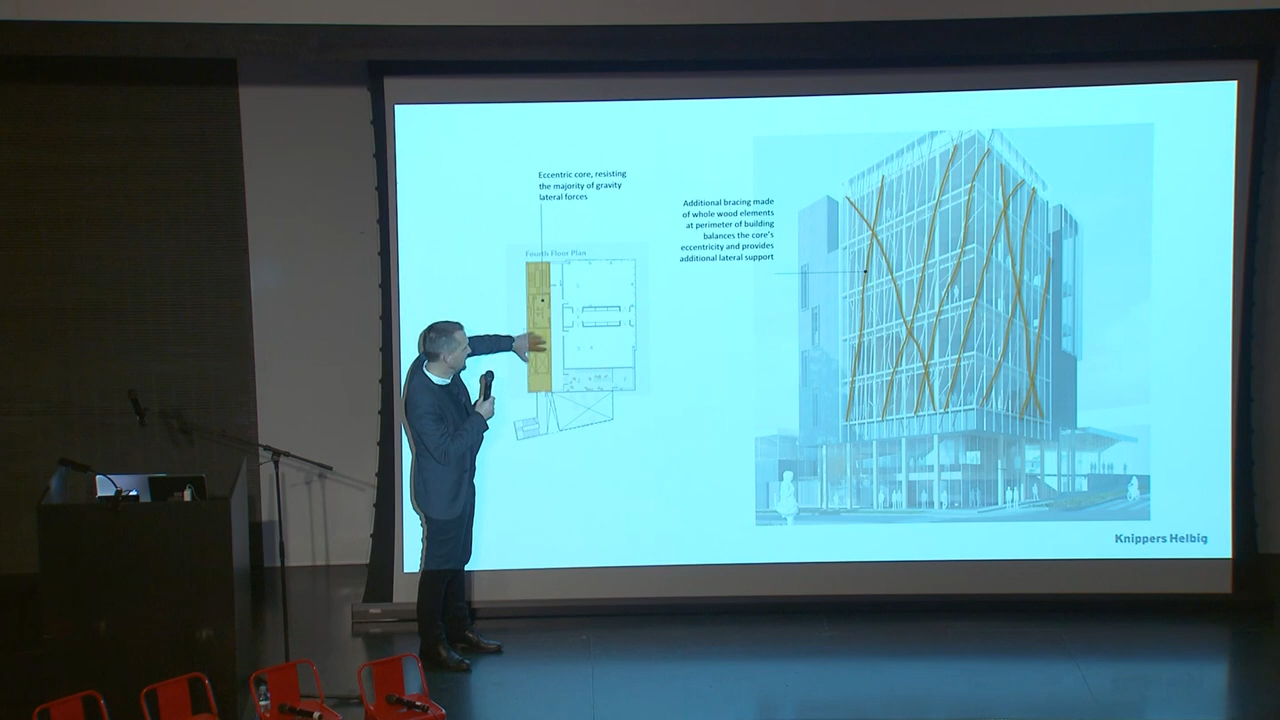 Eccentric core, resisting
the majority of gravity
lateral forces
Fourth Floor Plan
Additional bracing made
of whole wood elements
at perimeter of building
balances the core's
eccentricity and provides
additional lateral support
Knippers Helbig